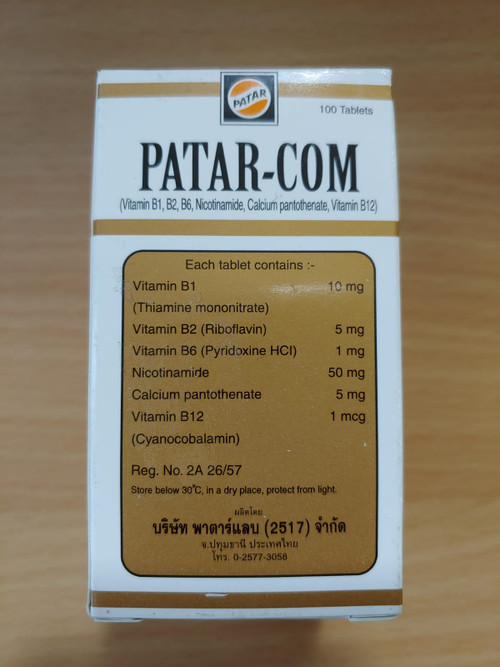 PATAR
100 Tablets
PATAR-COM
(Vitamin B1, B2, B6, Nicotinamide, Calcium pantothenate, Vitamin B12)
Each tablet contains :-
Vitamin B1 10 mg
(Thiamine mononitrate)
Vitamin B2 (Riboflavin) 5 mg
Vitamin B6 (Pyridoxine HCl) 1 mg
Nicotinamide 50 mg
Calcium pantothenate 5 mg
Vitamin B12 1 mcg
(Cyanocobalamin)
Reg. No. 2A 26/57
Store below 30°C, in a dry place, protect from light.
ผลิตโดย
บริษัท พาตาร์แลบ (2517) จำกัด
จ.ปทุมธานี ประเทศไทย
โทร. 0-2577-3058